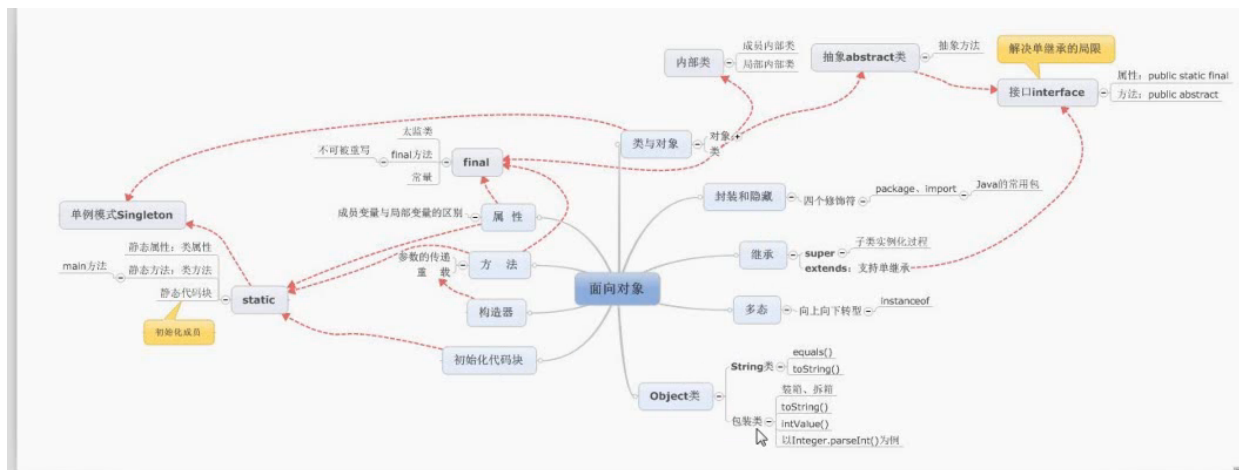 成员内部类
内部类
局部内部类
抽象abstract类
抽象方法
解决单继承的局限
接口interface
属性：public static final
方法：public abstract
类与对象
对象
类
太监类
不可被重写
final方法
常量
final
封装和隐藏
四个修饰符
package、import
Java的常用包
单例模式Singleton
成员变量与局部变量的区别
属 性
静态属性：类属性
main方法
静态方法：类方法
静态代码块
static
初始化成员
参数的传递
重 载
方 法
构造器
初始化代码块
面向对象
继承
super
子类实例化过程
extends：支持单继承
多态
向上向下转型
instanceof
Object类
String类
equals()
toString()
包装类
装箱、拆箱
toString()
intValue()
以Integer.parseInt()为例